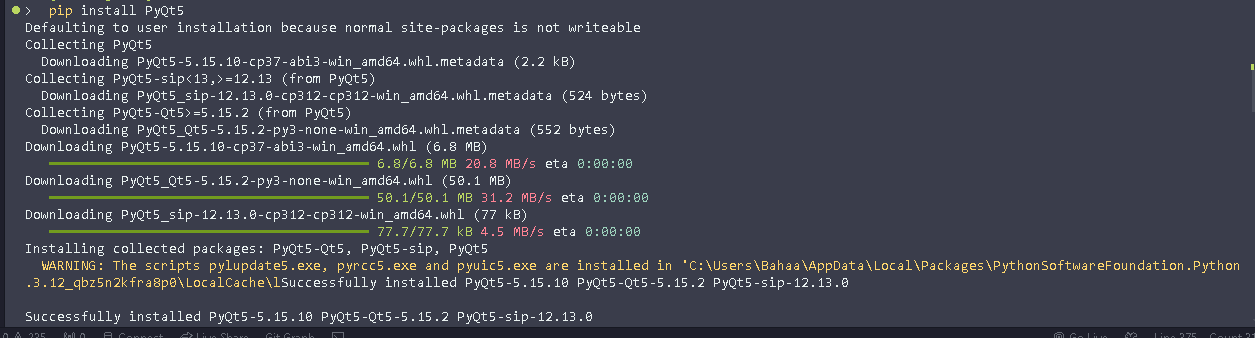 > pip install PyQt5
Defaulting to user installation because normal site-packages is not writeable
Collecting PyQt5
Downloading PyQt5-5.15.10-cp37-abi3-win_amd64.whl.metadata (2.2 kB)
Collecting PyQt5-sip<13,>=12.13 (from PyQt5)
Downloading PyQt5_sip-12.13.0-cp312-cp312-win_amd64.whl.metadata (524 bytes)
Collecting PyQt5-Qt5>=5.15.2 (from PyQt5)
Downloading PyQt5_Qt5-5.15.2-py3-none-win_amd64.whl.metadata (552 bytes)
Downloading PyQt5-5.15.10-cp37-abi3-win_amd64.whl (6.8 MB)
6.8/6.8 MB 20.8 MB/s eta 0:00:00
Downloading PyQt5_Qt5-5.15.2-py3-none-win_amd64.whl (50.1 MB)
50.1/50.1 MB 31.2 MB/s eta 0:00:00
Downloading PyQt5_sip-12.13.0-cp312-cp312-win_amd64.whl (77 kB)
77.7/77.7 kB 4.5 MB/s eta 0:00:00
Installing collected packages: PyQt5-Qt5, PyQt5-sip, PyQt5
WARNING: The scripts pylupdate5.exe, pyrcc5.exe and pyuic5.exe are installed in 'C:\Users\Bahaa\AppData\Local\Packages\PythonSoftwareFoundation.Python
.3.12_qbz5n2kfra8p0\LocalCache\lSuccessfully installed PyQt5-5.15.10 PyQt5-Qt5-5.15.2 PyQt5-sip-12.13.0
Successfully installed PyQt5-5.15.10 PyQt5-Qt5-5.15.2 PyQt5-sip-12.13.0
Connect Live Share Git Graph Go Live